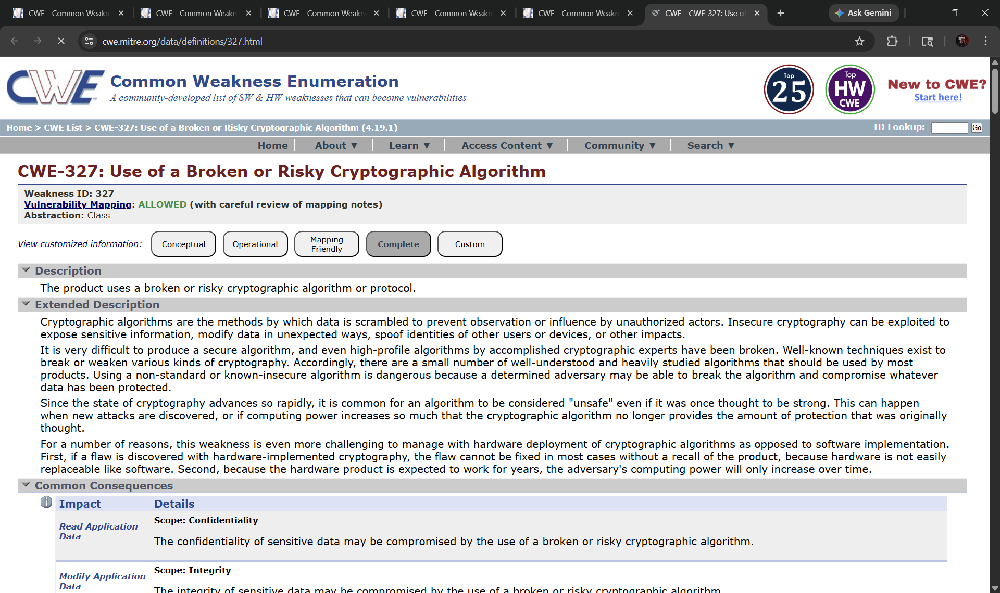 CWE - Common Weakn
CWE - Common Weakn
CWE - Common Weakn
CWE - Common Weakn
CWE - Common Weakn
CWE - CWE-327: Use of
Ask Gemini
cwe.mitre.org/data/definitions/327.html
CWE
Common Weakness Enumeration
A community-developed list of SW & HW weaknesses that can become vulnerabilities
Top
25
Top
HW
CWE
New to CWE?
Start here!
Home > CWE List > CWE-327: Use of a Broken or Risky Cryptographic Algorithm (4.19.1)
ID Lookup:
Go
Home
About ▼
Learn ▼
Access Content ▼
Community ▼
Search ▼
CWE-327: Use of a Broken or Risky Cryptographic Algorithm
Weakness ID: 327
Vulnerability Mapping: ALLOWED (with careful review of mapping notes)
Abstraction: Class
View customized information:
Conceptual
Operational
Mapping
Friendly
Complete
Custom
Description
The product uses a broken or risky cryptographic algorithm or protocol.
Extended Description
Cryptographic algorithms are the methods by which data is scrambled to prevent observation or influence by unauthorized actors. Insecure cryptography can be exploited to
expose sensitive information, modify data in unexpected ways, spoof identities of other users or devices, or other impacts.
It is very difficult to produce a secure algorithm, and even high-profile algorithms by accomplished cryptographic experts have been broken. Well-known techniques exist to
break or weaken various kinds of cryptography. Accordingly, there are a small number of well-understood and heavily studied algorithms that should be used by most
products. Using a non-standard or known-insecure algorithm is dangerous because a determined adversary may be able to break the algorithm and compromise whatever
data has been protected.
Since the state of cryptography advances so rapidly, it is common for an algorithm to be considered "unsafe" even if it was once thought to be strong. This can happen
when new attacks are discovered, or if computing power increases so much that the cryptographic algorithm no longer provides the amount of protection that was originally
thought.
For a number of reasons, this weakness is even more challenging to manage with hardware deployment of cryptographic algorithms as opposed to software implementation.
First, if a flaw is discovered with hardware-implemented cryptography, the flaw cannot be fixed in most cases without a recall of the product, because hardware is not easily
replaceable like software. Second, because the hardware product is expected to work for years, the adversary's computing power will only increase over time.
Common Consequences
Impact
Details
Read Application
Data
Scope: Confidentiality
The confidentiality of sensitive data may be compromised by the use of a broken or risky cryptographic algorithm.
Modify Application
Data
Scope: Integrity
The integrity of sensitive data may be compromised by the use of a broken or risky cryptographic algorithm.